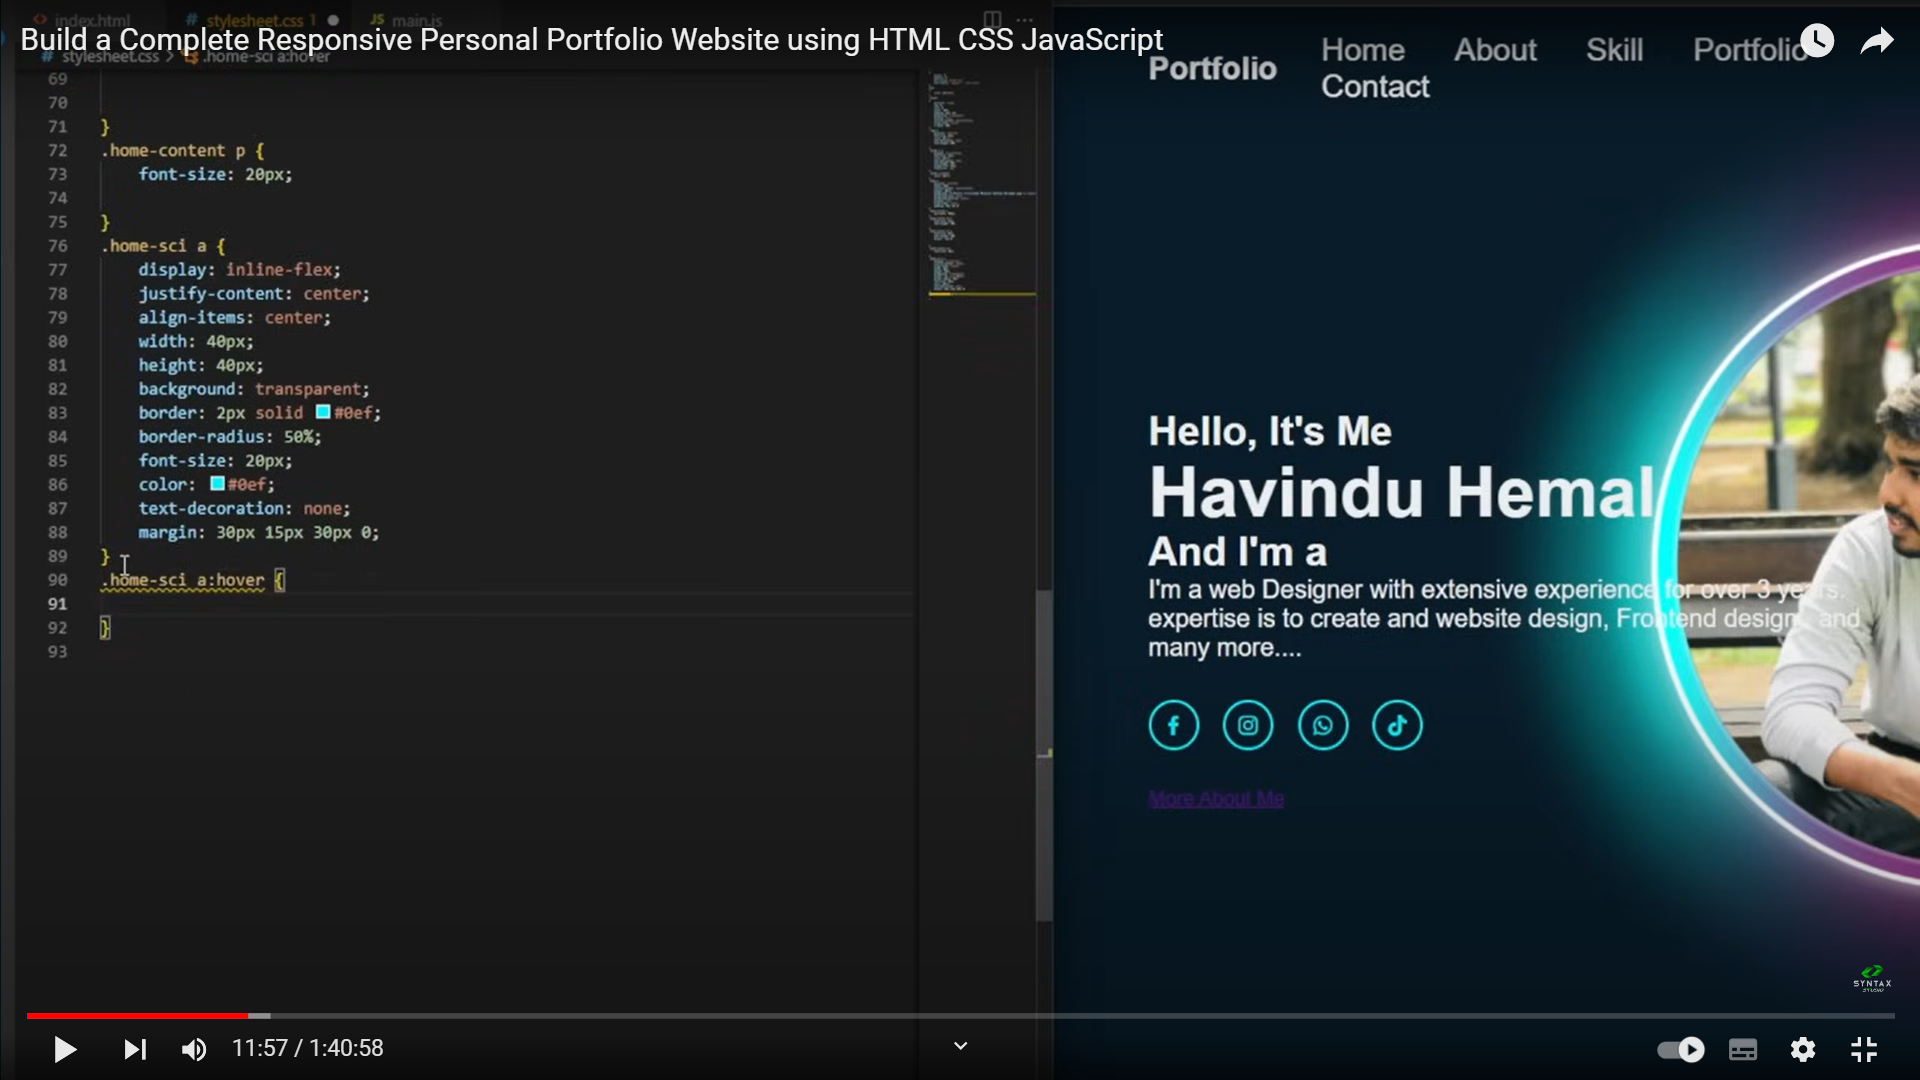 index.html
# stylesheet.css 1
JS main.js
Build a Complete Responsive Personal Portfolio Website using HTML CSS JavaScript
# stylesheet.css > .home-sci a:hover
69
70
71 }
72 .home-content p {
73 font-size: 20px;
74
75 }
76 .home-sci a {
77 display: inline-flex;
78 justify-content: center;
79 align-items: center;
80 width: 40px;
81 height: 40px;
82 background: transparent;
83 border: 2px solid #0ef;
84 border-radius: 50%;
85 font-size: 20px;
86 color: #0ef;
87 text-decoration: none;
88 margin: 30px 15px 30px 0;
89 }
90 .home-sci a:hover {
91
92 }
93
Portfolio
Home About Skill Portfolio
Contact
Hello, It's Me
Havindu Hemal
And I'm a
I'm a web Designer with extensive experience for over 3 years.
expertise is to create and website design, Frontend design, and
many more....
More About Me
SYNTAX
STUDIO
11:57 / 1:40:58